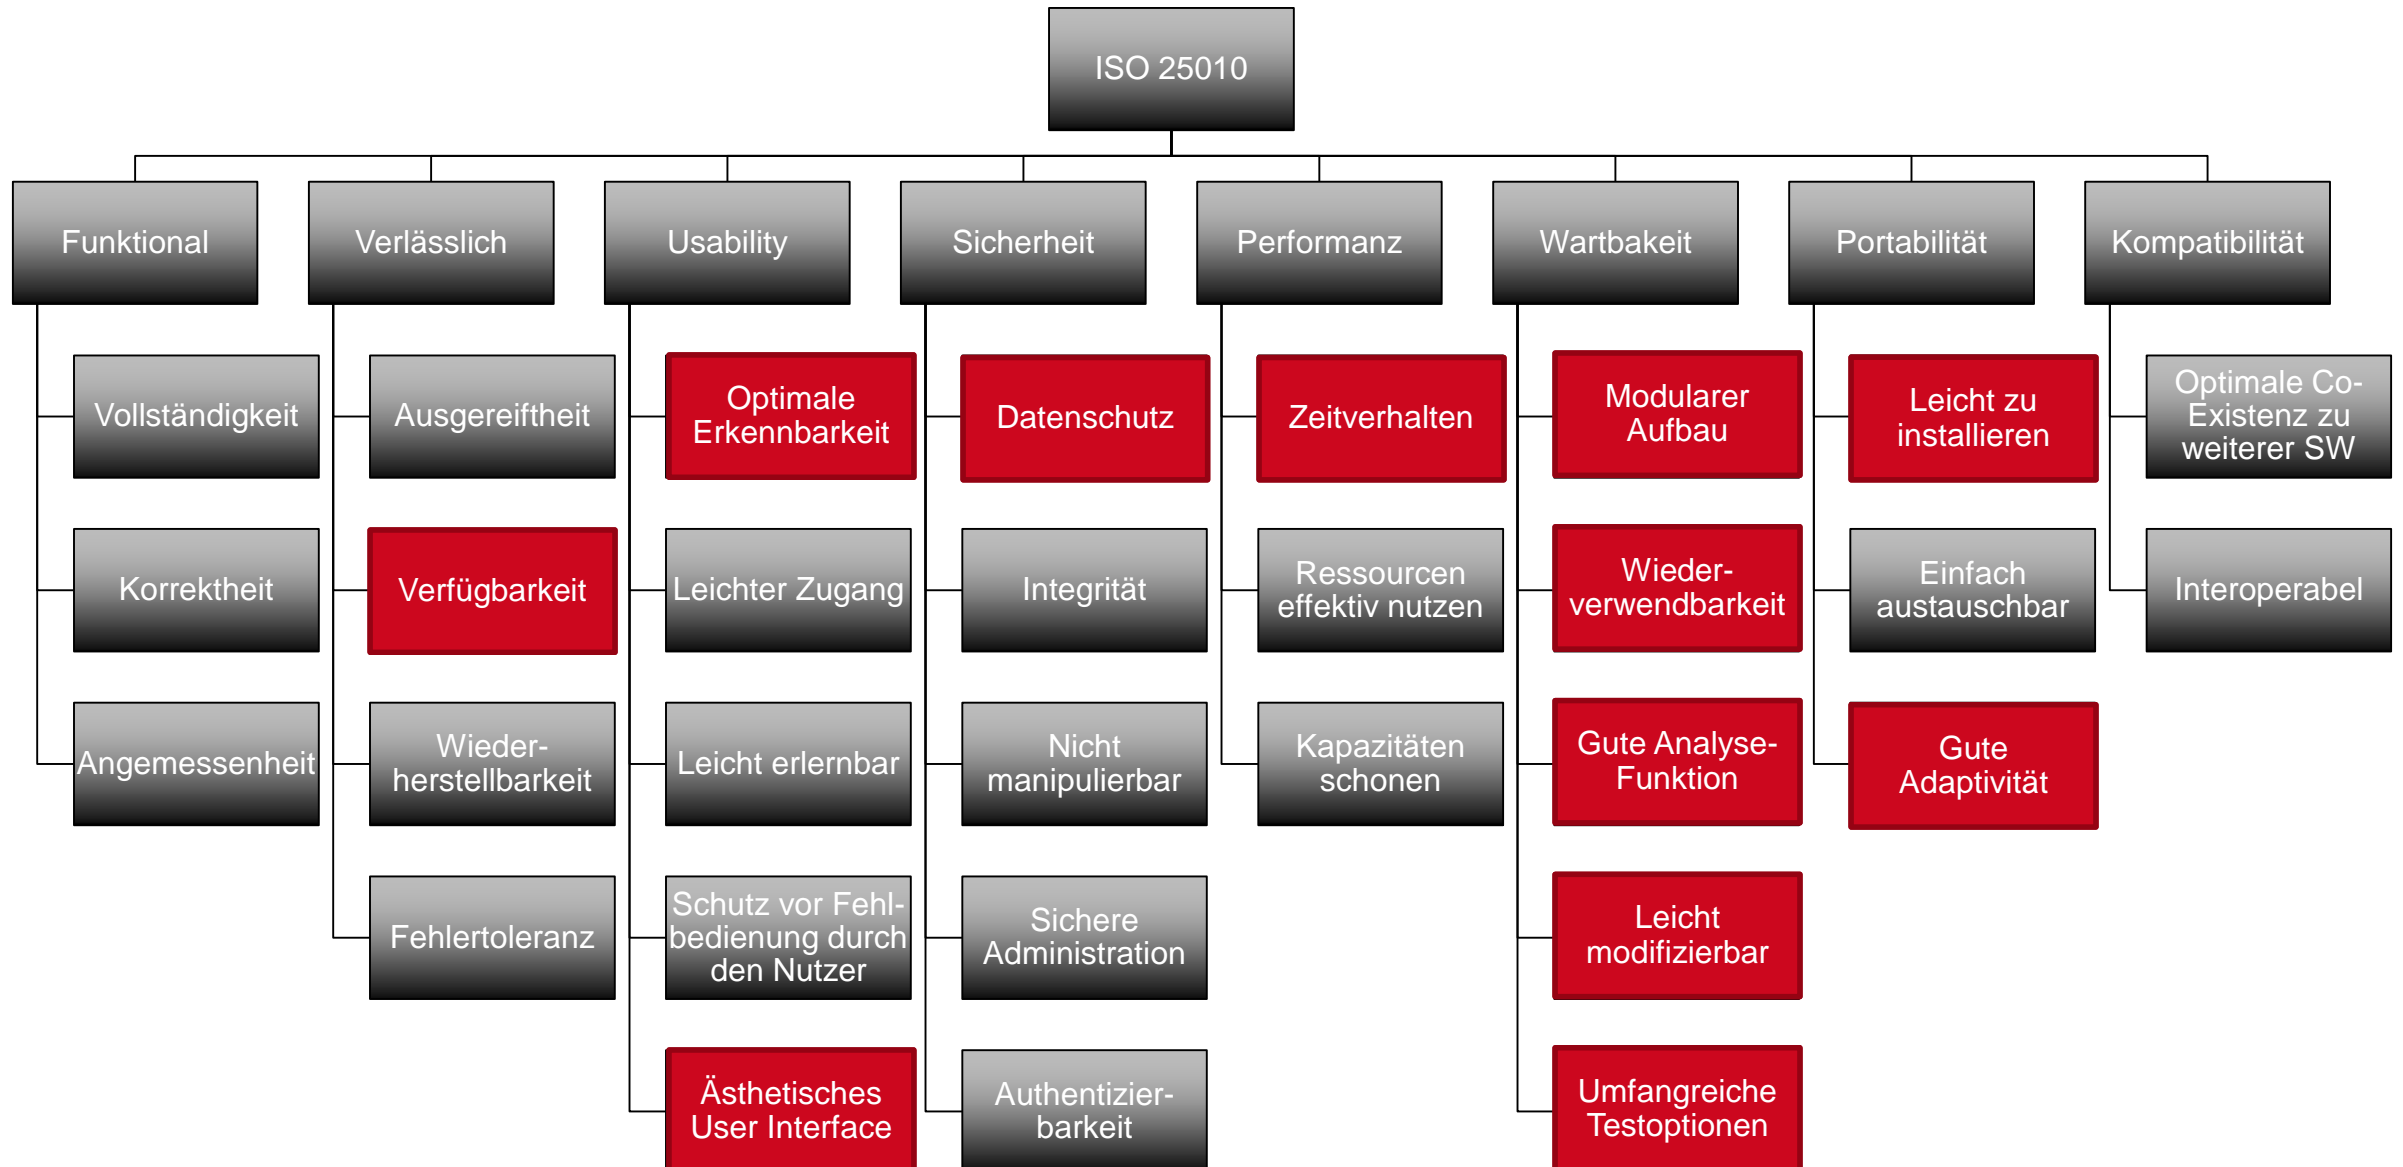 ISO 25010
Funktional
Verlässlich
Usability
Sicherheit
Performanz
Wartbakeit
Portabilität
Kompatibilität
Vollständigkeit
Korrektheit
Angemessenheit
Ausgereiftheit
Verfügbarkeit
Wieder-
herstellbarkeit
Fehlertoleranz
Optimale
Erkennbarkeit
Leichter Zugang
Leicht erlernbar
Schutz vor Fehl-
bedienung durch
den Nutzer
Ästhetisches
User Interface
Datenschutz
Integrität
Nicht
manipulierbar
Sichere
Administration
Authentizier-
barkeit
Zeitverhalten
Ressourcen
effektiv nutzen
Kapazitäten
schonen
Modularer
Aufbau
Wieder-
verwendbarkeit
Gute Analyse-
Funktion
Leicht
modifizierbar
Umfangreiche
Testoptionen
Leicht zu
installieren
Einfach
austauschbar
Gute
Adaptivität
Optimale Co-
Existenz zu
weiterer SW
Interoperabel